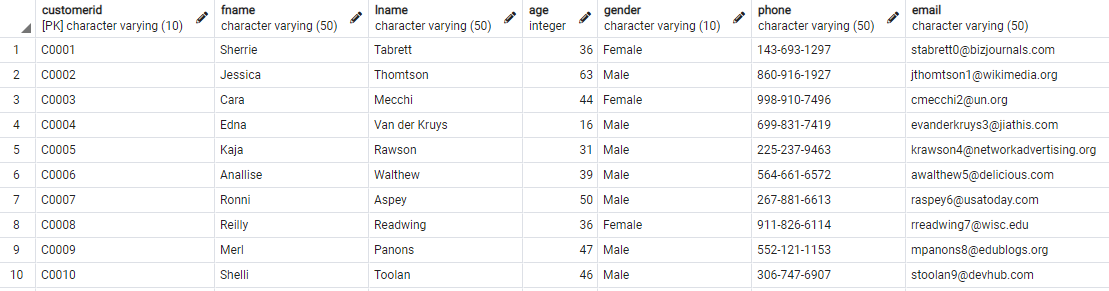 customerid fname lname age gender phone email
[PK] character varying (10) character varying (50) character varying (50) integer character varying (10) character varying (50) character varying (50)
1 C0001 Sherrie Tabrett 36 Female 143-693-1297 stabrett0@bizjournals.com
2 C0002 Jessica Thomtson 63 Male 860-916-1927 jthomtson1@wikimedia.org
3 C0003 Cara Mecchi 44 Female 998-910-7496 cmecchi2@un.org
4 C0004 Edna Van der Kruys 16 Male 699-831-7419 evanderkruys3@jiathis.com
5 C0005 Kaja Rawson 31 Male 225-237-9463 krawson4@networkadvertising.org
6 C0006 Anallise Walthew 39 Male 564-661-6572 awalthew5@delicious.com
7 C0007 Ronni Aspey 50 Male 267-881-6613 raspey6@usatoday.com
8 C0008 Reilly Readwing 36 Female 911-826-6114 rreadwing7@wisc.edu
9 C0009 Merl Panons 47 Male 552-121-1153 mpanons8@edublogs.org
10 C0010 Shelli Toolan 46 Male 306-747-6907 stoolan9@devhub.com